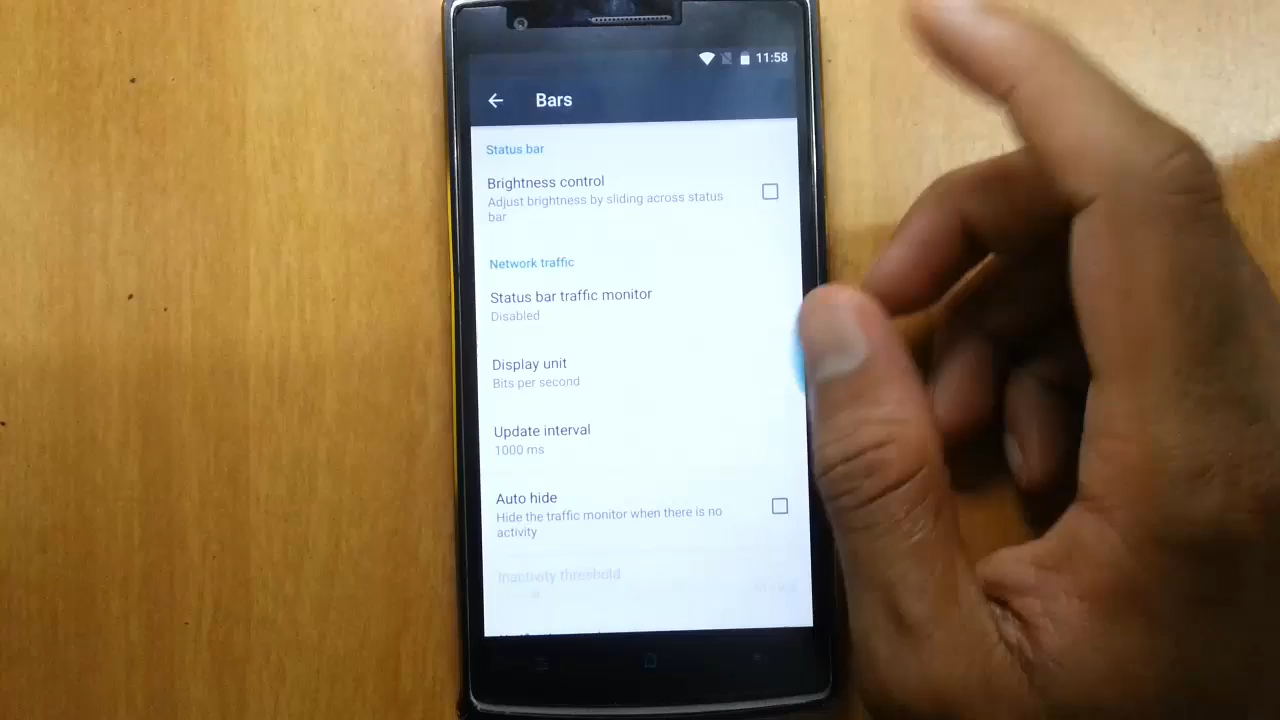 11:58
Bars
Status bar
Brightness control
Adjust brightness by sliding across status
bar
Network traffic
Status bar traffic monitor
Disabled
Display unit
Bits per second
Update interval
1000 ms
Auto hide
Hide the traffic monitor when there is no
activity
Inactivity threshold